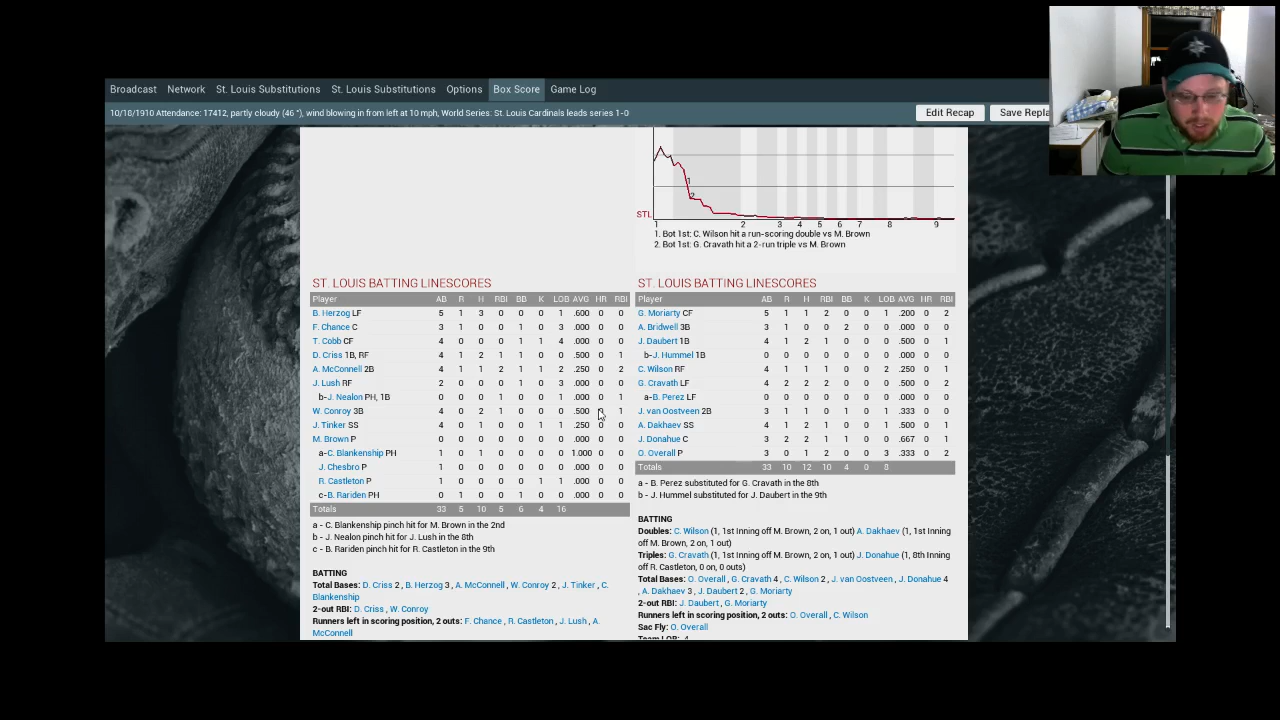 Broadcast Network St. Louis Substitutions St. Louis Substitutions Options Box Score Game Log
10/18/1910 Attendance: 17412, partly cloudy (46 °), wind blowing in from left at 10 mph, World Series: St. Louis Cardinals leads series 1-0 Edit Recap Save Repla
1
2
STL
1 2 3 4 5 6 7 8 9
1. Bot 1st: C. Wilson hit a run-scoring double vs M. Brown
2. Bot 1st: G. Cravath hit a 2-run triple vs M. Brown
ST. LOUIS BATTING LINESCORES
Player AB R H RBI BB K LOB AVG HR RBI
B. Herzog LF 5 1 3 0 0 0 1 .600 0 0
F. Chance C 3 1 0 0 1 0 3 .000 0 0
T. Cobb CF 4 0 0 0 1 1 4 .000 0 0
D. Criss 1B, RF 4 1 2 1 1 0 0 .500 0 1
A. McConnell 2B 4 1 1 2 1 1 2 .250 0 2
J. Lush RF 2 0 0 0 1 0 3 .000 0 0
b-J. Nealon PH, 1B 0 0 0 1 0 0 1 .000 0 1
W. Conroy 3B 4 0 2 1 0 0 0 .500 0 1
J. Tinker SS 4 0 1 0 0 1 1 .250 0 0
M. Brown P 0 0 0 0 0 0 0 .000 0 0
a-C. Blankenship PH 1 0 1 0 0 0 0 1.000 0 0
J. Chesbro P 1 0 0 0 0 0 0 .000 0 0
R. Castleton P 1 0 0 0 0 1 1 .000 0 0
c-B. Rariden PH 0 1 0 0 1 0 0 .000 0 0
Totals 33 5 10 5 6 4 16
a - C. Blankenship pinch hit for M. Brown in the 2nd
b - J. Nealon pinch hit for J. Lush in the 8th
c - B. Rariden pinch hit for R. Castleton in the 9th
BATTING
Total Bases: D. Criss 2 , B. Herzog 3 , A. McConnell , W. Conroy 2 , J. Tinker , C.
Blankenship
2-out RBI: D. Criss , W. Conroy
Runners left in scoring position, 2 outs: F. Chance , R. Castleton , J. Lush , A.
McConnell
ST. LOUIS BATTING LINESCORES
Player AB R H RBI BB K LOB AVG HR RBI
G. Moriarty CF 5 1 1 2 0 0 1 .200 0 2
A. Bridwell 3B 3 1 0 0 2 0 0 .000 0 0
J. Daubert 1B 4 1 2 1 0 0 0 .500 0 1
b-J. Hummel 1B 0 0 0 0 0 0 0 .000 0 0
C. Wilson RF 4 1 1 1 0 0 2 .250 0 1
G. Cravath LF 4 2 2 2 0 0 0 .500 0 2
a-B. Perez LF 0 0 0 0 0 0 0 .000 0 0
J. van Oostveen 2B 3 1 1 0 1 0 1 .333 0 0
A. Dakhaev SS 4 1 2 1 0 0 1 .500 0 1
J. Donahue C 3 2 2 1 1 0 0 .667 0 1
O. Overall P 3 0 1 2 0 0 3 .333 0 2
Totals 33 10 12 10 4 0 8
a - B. Perez substituted for G. Cravath in the 8th
b - J. Hummel substituted for J. Daubert in the 9th
BATTING
Doubles: C. Wilson (1, 1st Inning off M. Brown, 2 on, 1 out) A. Dakhaev (1, 1st Inning
off M. Brown, 2 on, 1 out)
Triples: G. Cravath (1, 1st Inning off M. Brown, 2 on, 1 out) J. Donahue (1, 8th Inning
off R. Castleton, 0 on, 0 outs)
Total Bases: O. Overall , G. Cravath 4 , C. Wilson 2 , J. van Oostveen , J. Donahue 4
, A. Dakhaev 3 , J. Daubert 2 , G. Moriarty
2-out RBI: J. Daubert , G. Moriarty
Runners left in scoring position, 2 outs: O. Overall , C. Wilson
Sac Fly: O. Overall
Team LOB: 4